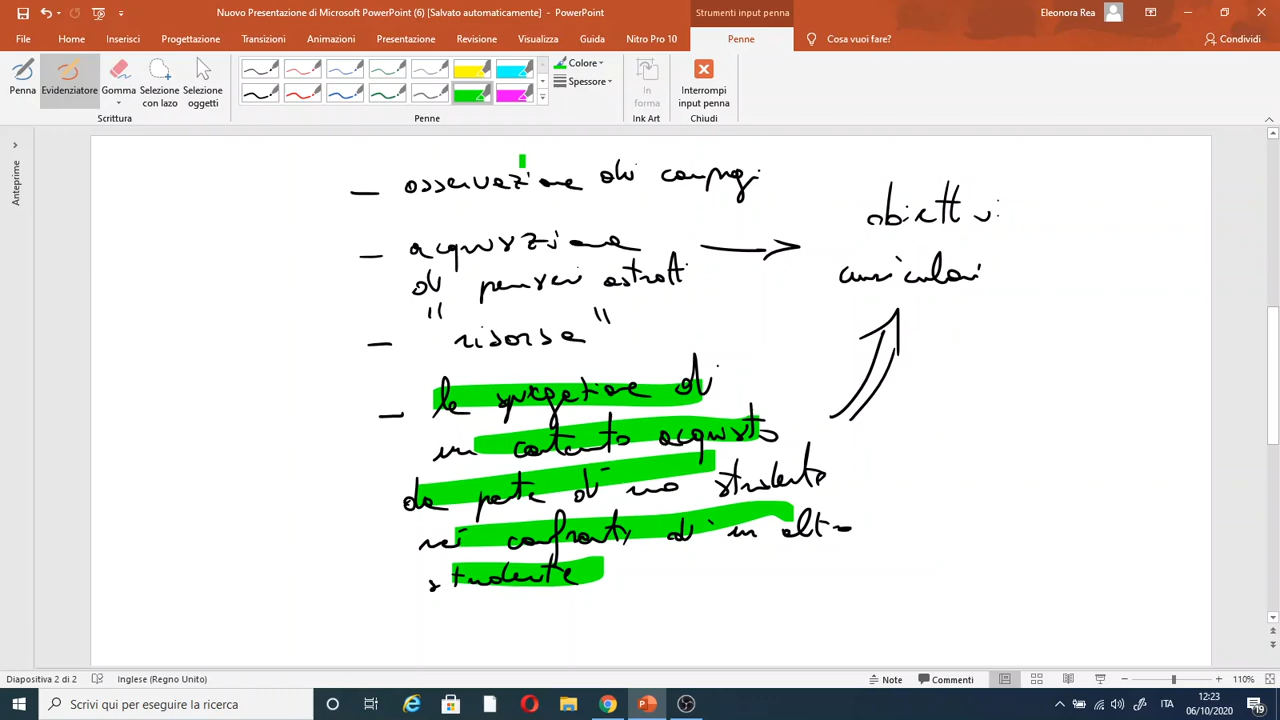 Nuovo Presentazione di Microsoft PowerPoint (6) [Salvato automaticamente] - PowerPoint
Strumenti input penna
Eleonora Rea
File Home Inserisci Progettazione Transizioni Animazioni Presentazione Revisione Visualizza Guida Nitro Pro 10 Penne Cosa vuoi fare? Condividi
Penna Evidenziatore Gomma Selezione con lazo Selezione oggetti
Colore
Spessore
In forma
Interrompi input penna
Scrittura Penne Ink Art Chiudi
Anteprime
- osservazione dei compagni
- acquisizione
di pensieri astratti
- "risorsa"
obiettivi
curriculari
- la spiegazione di
un contenuto acquisito
da parte di uno studente
nei confronti di un altro
studente
Diapositiva 2 di 2 Inglese (Regno Unito) Note Commenti 110%
Scrivi qui per eseguire la ricerca
ITA
12:23
06/10/2020
19